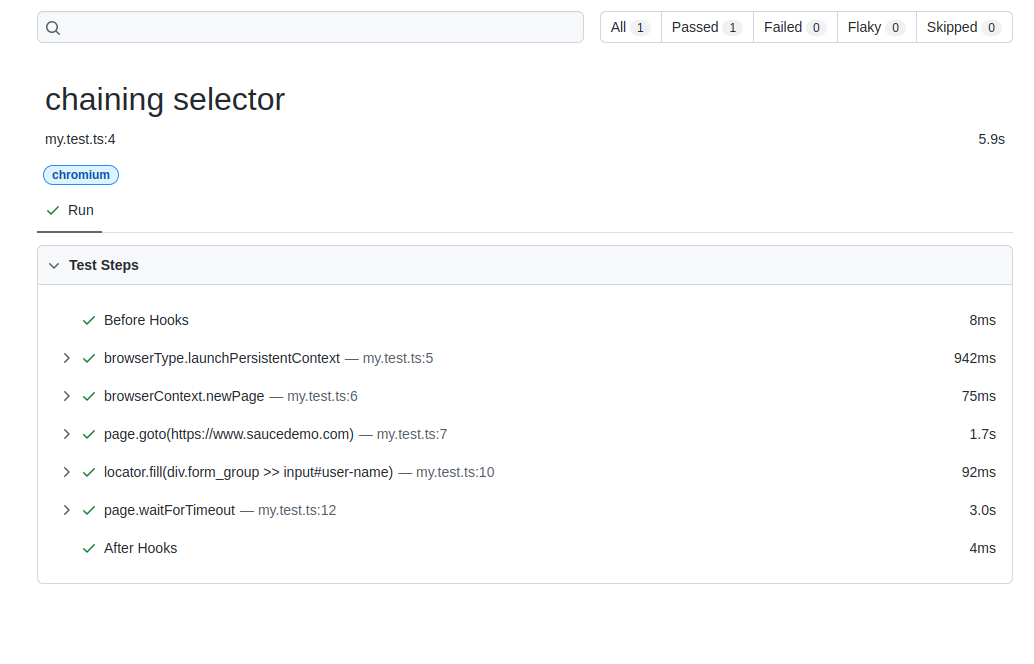 All 1 Passed 1 Failed 0 Flaky 0 Skipped 0
chaining selector
my.test.ts:4 5.9s
chromium
Run
Test Steps
Before Hooks 8ms
browserType.launchPersistentContext — my.test.ts:5 942ms
browserContext.newPage — my.test.ts:6 75ms
page.goto(https://www.saucedemo.com) — my.test.ts:7 1.7s
locator.fill(div.form_group >> input#user-name) — my.test.ts:10 92ms
page.waitForTimeout — my.test.ts:12 3.0s
After Hooks 4ms